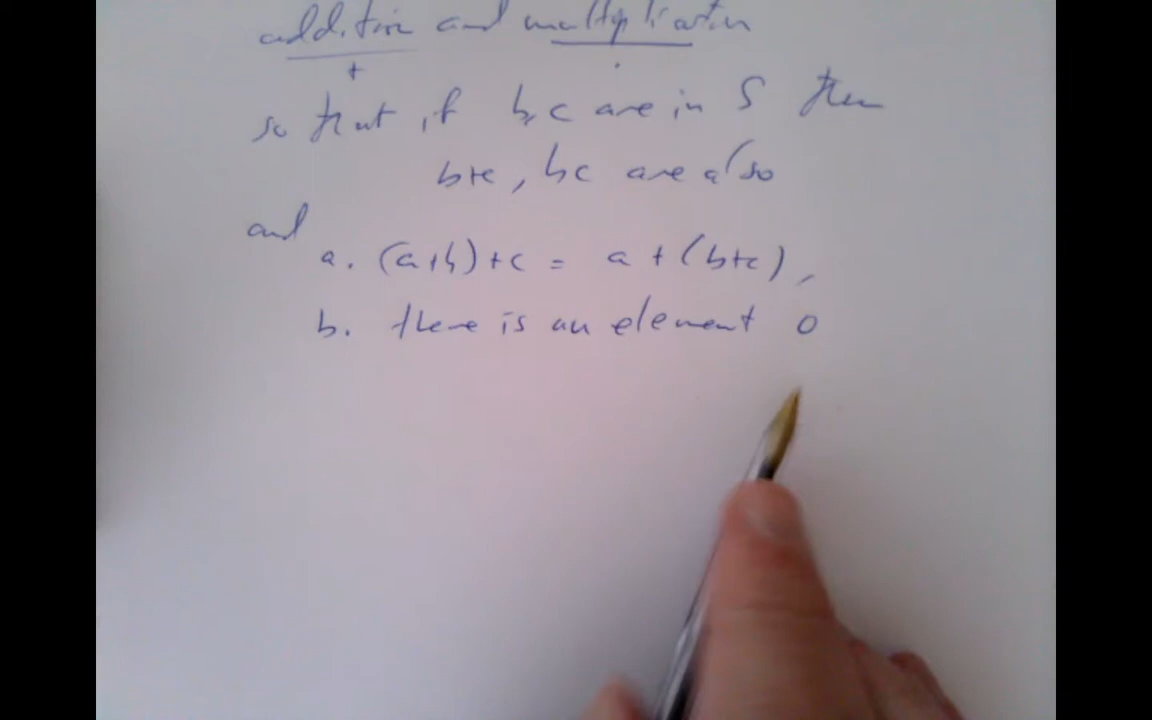 addition and multiplication
+ ·
so that if b, c are in S then
b+c, bc are also
and
a. (a+b)+c = a+(b+c),
b. there is an element 0